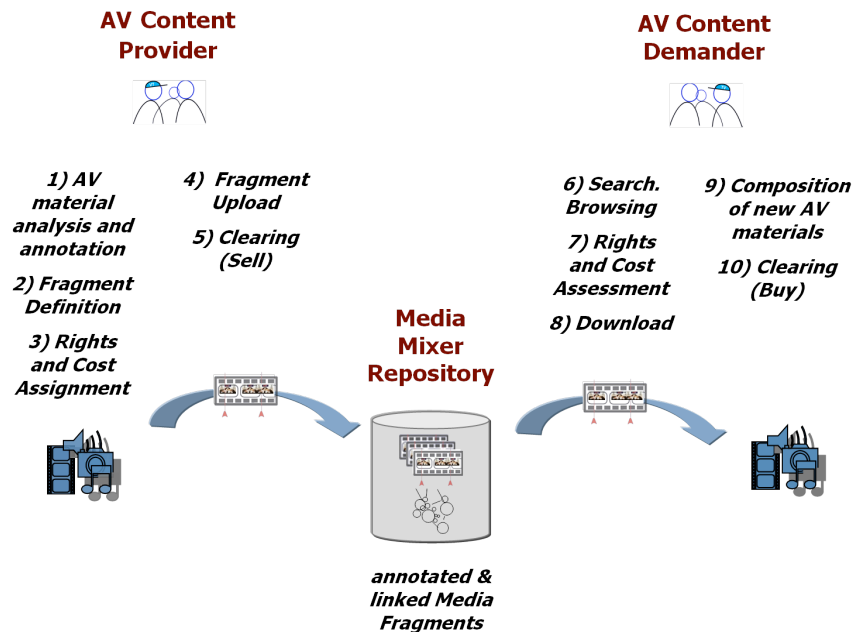 AV Content
Provider
1) AV
material
analysis and
annotation
2) Fragment
Definition
3) Rights
and Cost
Assignment
4) Fragment
Upload
5) Clearing
(Sell)
Media
Mixer
Repository
annotated &
linked Media
Fragments
AV Content
Demander
6) Search.
Browsing
7) Rights
and Cost
Assessment
8) Download
9) Composition
of new AV
materials
10) Clearing
(Buy)